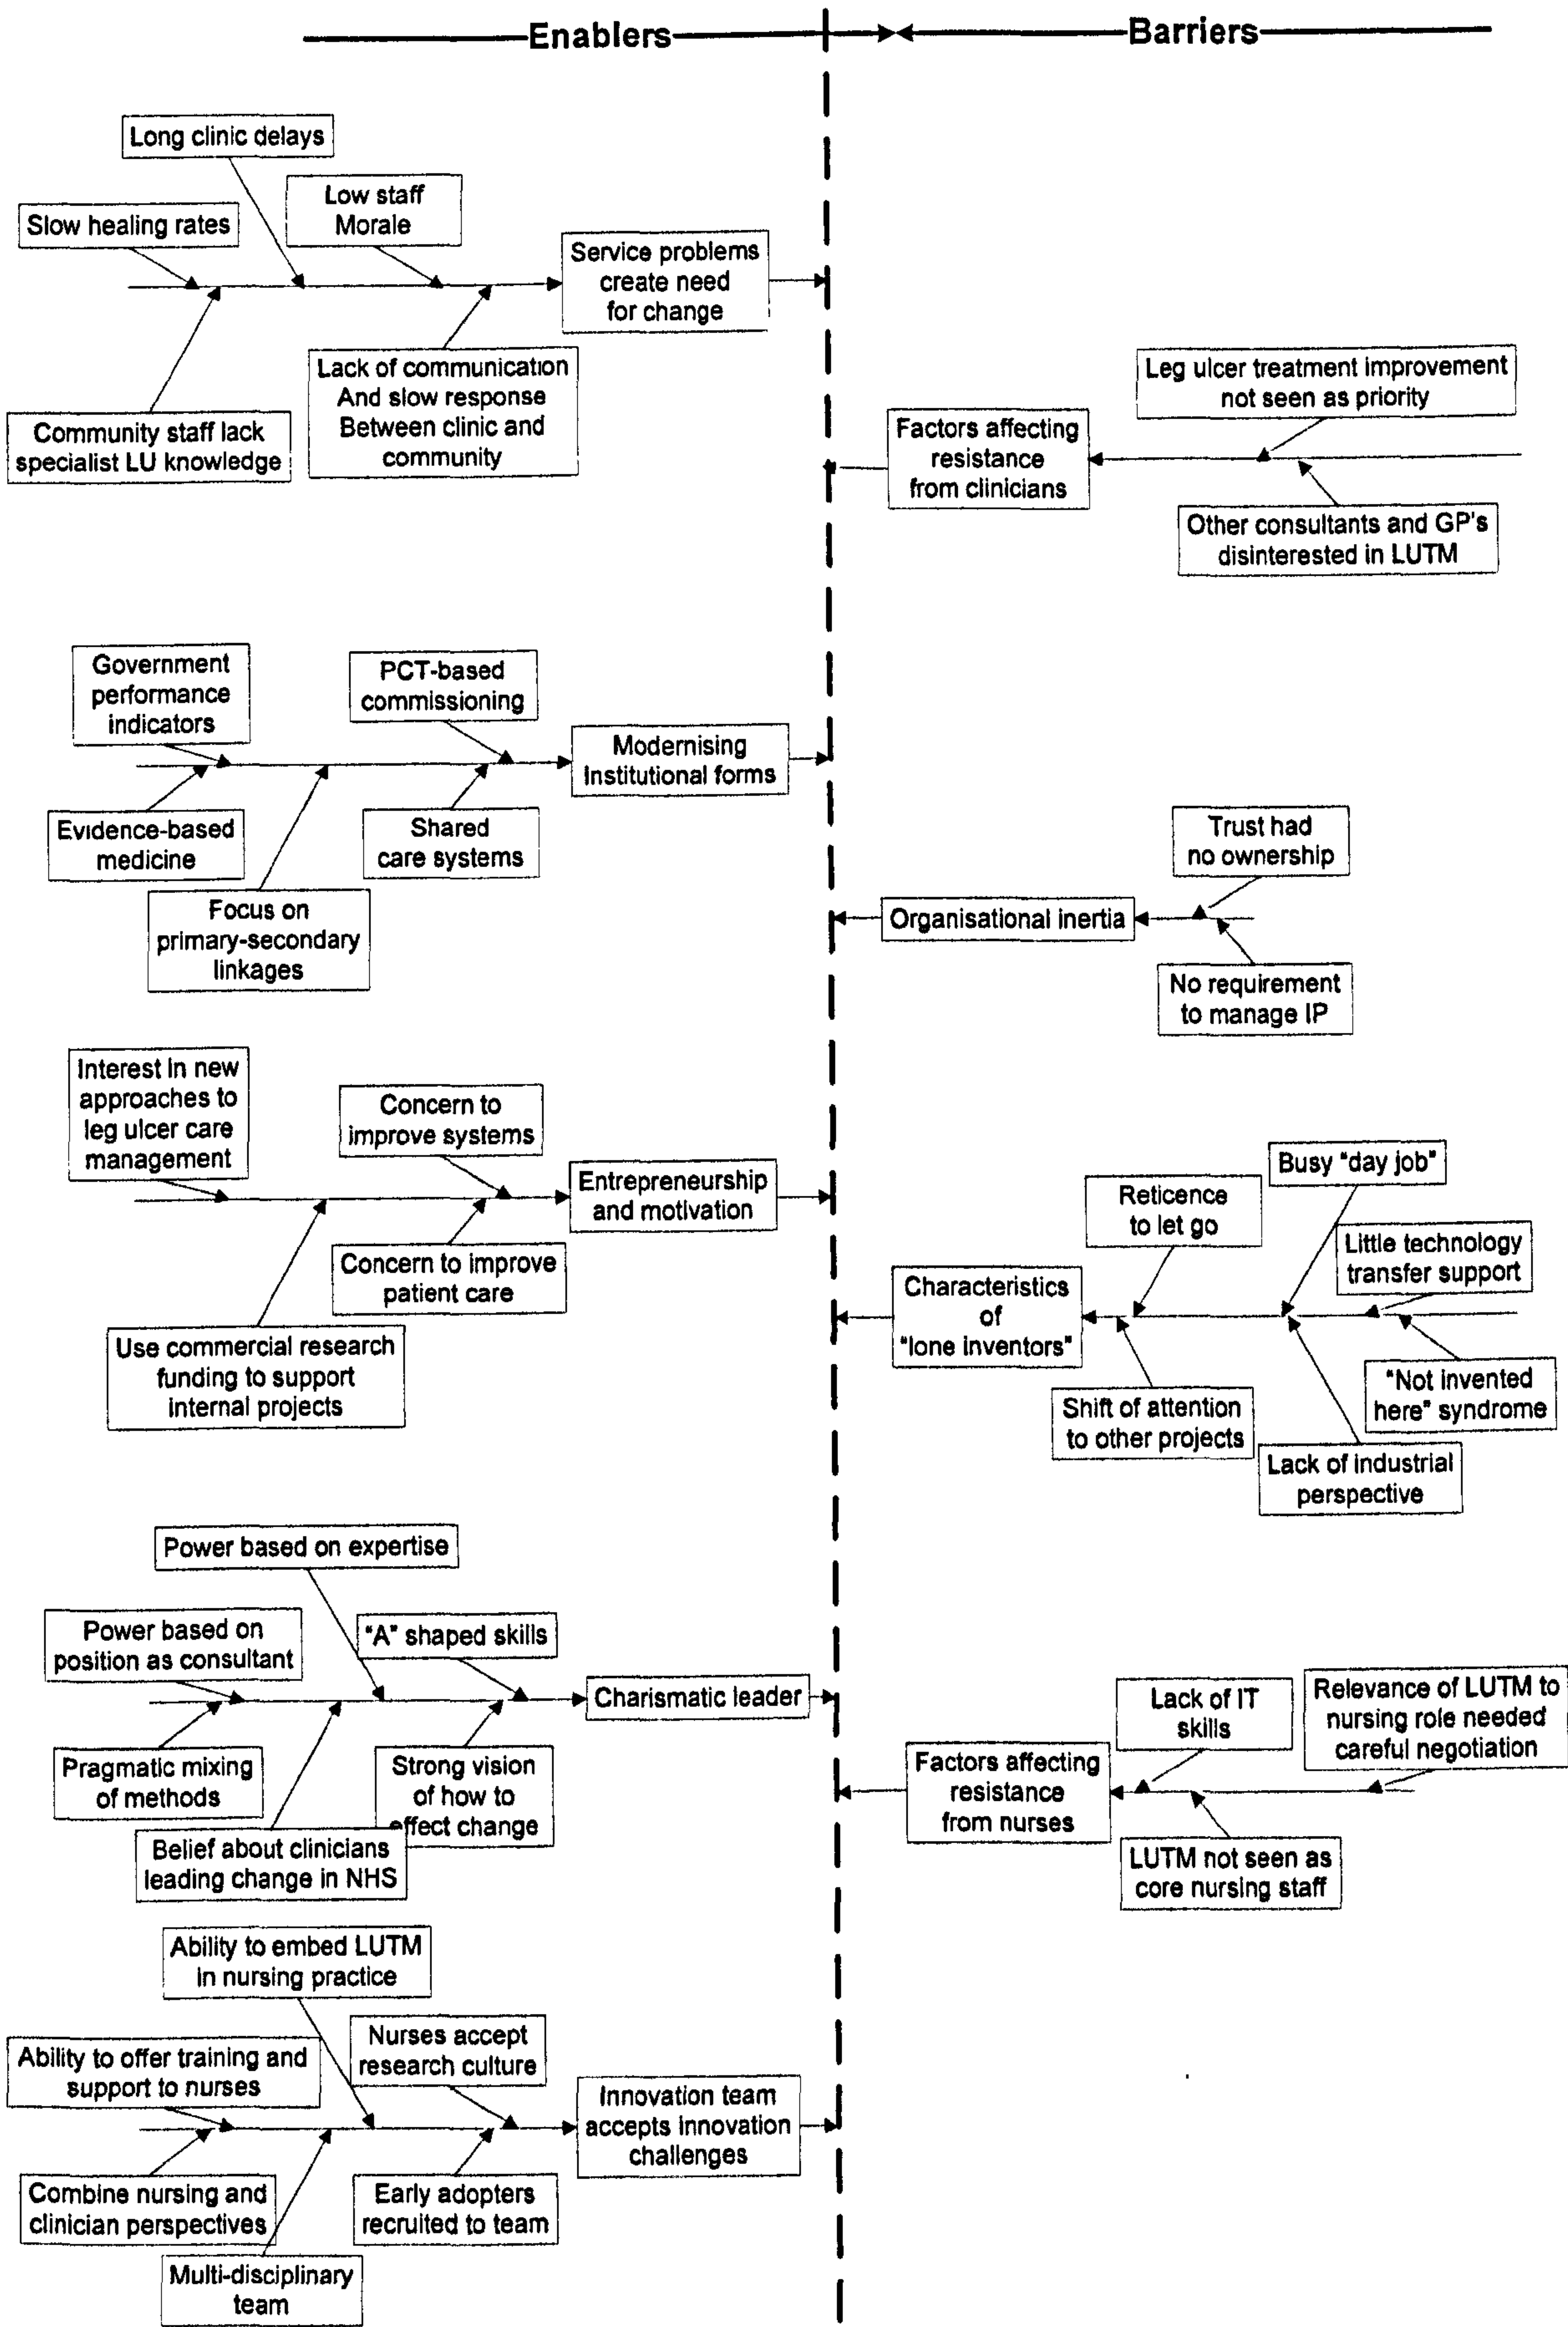 Enablers
Barriers
Long clinic delays
Low staff
Morale
Slow healing rates
Service problems
create need
for change
Lack of communication
And slow response
Between clinic and
community
Community staff lack
specialist LU knowledge
Leg ulcer treatment improvement
not seen as priority
Factors affecting
resistance
from clinicians
Other consultants and GP's
disinterested in LUTM
Government
performance
indicators
PCT-based
commissioning
Modernising
Institutional forms
Evidence-based
medicine
Shared
care systems
Focus on
primary-secondary
linkages
Trust had
no ownership
Organisational inertia
No requirement
to manage IP
Interest in new
approaches to
leg ulcer care
management
Concern to
improve systems
Entrepreneurship
and motivation
Concern to improve
patient care
Use commercial research
funding to support
internal projects
Busy "day job"
Reticence
to let go
Little technology
transfer support
Characteristics
of
"lone inventors"
"Not invented
here" syndrome
Shift of attention
to other projects
Lack of industrial
perspective
Power based on expertise
Power based on
position as consultant
"A" shaped skills
Charismatic leader
Pragmatic mixing
of methods
Strong vision
of how to
effect change
Belief about clinicians
leading change in NHS
Lack of IT
skills
Relevance of LUTM to
nursing role needed
careful negotiation
Factors affecting
resistance
from nurses
LUTM not seen as
core nursing staff
Ability to embed LUTM
in nursing practice
Nurses accept
research culture
Ability to offer training and
support to nurses
Innovation team
accepts innovation
challenges
Combine nursing and
clinician perspectives
Early adopters
recruited to team
Multi-disciplinary
team